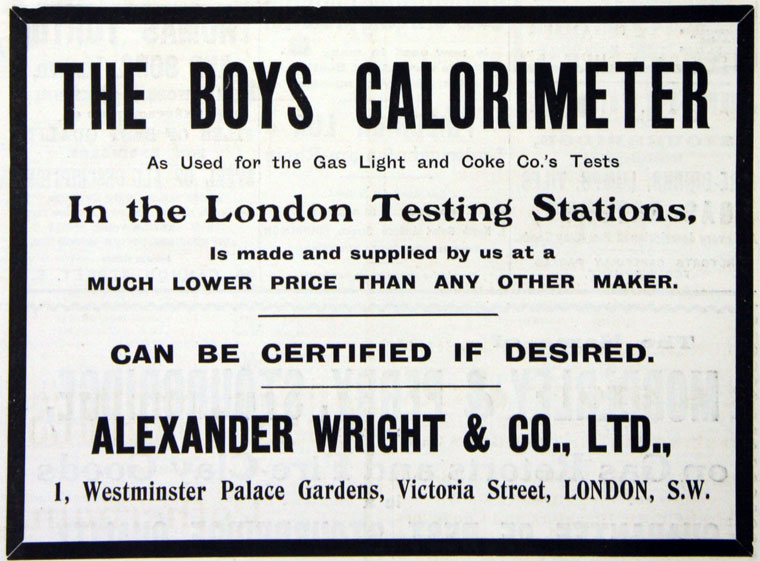 THE BOYS CALORIMETER
As Used for the Gas Light and Coke Co.'s Tests
In the London Testing Stations,
Is made and supplied by us at a
MUCH LOWER PRICE THAN ANY OTHER MAKER.
CAN BE CERTIFIED IF DESIRED.
ALEXANDER WRIGHT & CO., LTD.,
1, Westminster Palace Gardens, Victoria Street, LONDON, S.W.